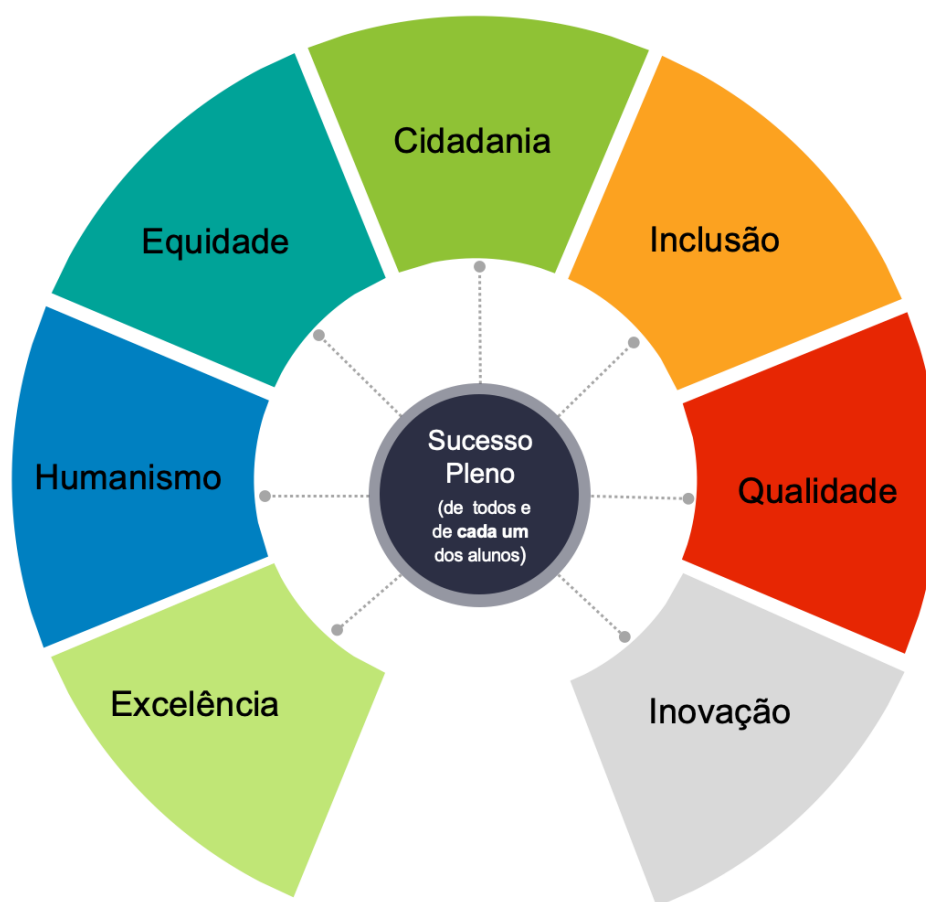 Cidadania
Equidade
Inclusão
Humanismo
Qualidade
Excelência
Inovação
Sucesso
Pleno
(de todos e
de cada um
dos alunos)